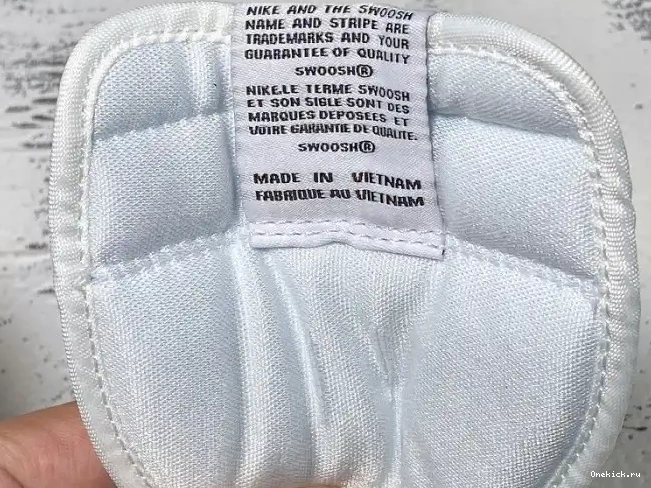 NIKE AND THE SWOOSH
NAME AND STRIPE ARE
TRADEMARKS AND YOUR
GUARANTEE OF QUALITY
SWOOSH®
NIKE.LE TERME SWOOSH
ET SON SIGLE SONT DES
MARQUES DEPOSEES ET
VOTRE GARANTIE DE QUALITE.
SWOOSH®
MADE IN VIETNAM
FABRIQUE AU VIETNAM
Onekick.ru